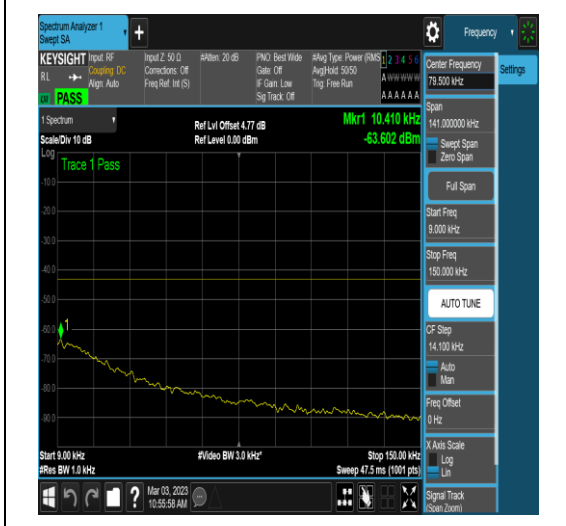 Spectrum Analyzer 1
Swept SA
+
Frequency
KEYSIGHT Input: RF Input Z: 50 Ω #Atten: 20 dB PNO: Best Wide #Avg Type: Power (RMS 1 2 3 4 5 6
RL Coupling: DC Corrections: Off Gate: Off Avg|Hold: 50/50 A W W W W W
Align: Auto Freq Ref: Int (S) IF Gain: Low Trig: Free Run
PASS Sig Track: Off A A A A A A
1 Spectrum Ref Lvl Offset 4.77 dB Mkr1 10.410 kHz
Scale/Div 10 dB Ref Level 0.00 dBm -63.602 dBm
Log
Trace 1 Pass
-10.0
-20.0
-30.0
-40.0
-50.0
-60.0
1
-70.0
-80.0
-90.0
Start 9.00 kHz #Video BW 3.0 kHz* Stop 150.00 kHz
#Res BW 1.0 kHz Sweep 47.5 ms (1001 pts)
Mar 03, 2023
10:55:58 AM
?
Center Frequency
79.500 kHz
Settings
Span
141.000000 kHz
Swept Span
Zero Span
Full Span
Start Freq
9.000 kHz
Stop Freq
150.000 kHz
AUTO TUNE
CF Step
14.100 kHz
Auto
Man
Freq Offset
0 Hz
X Axis Scale
Log
Lin
Signal Track
(Span Zoom)